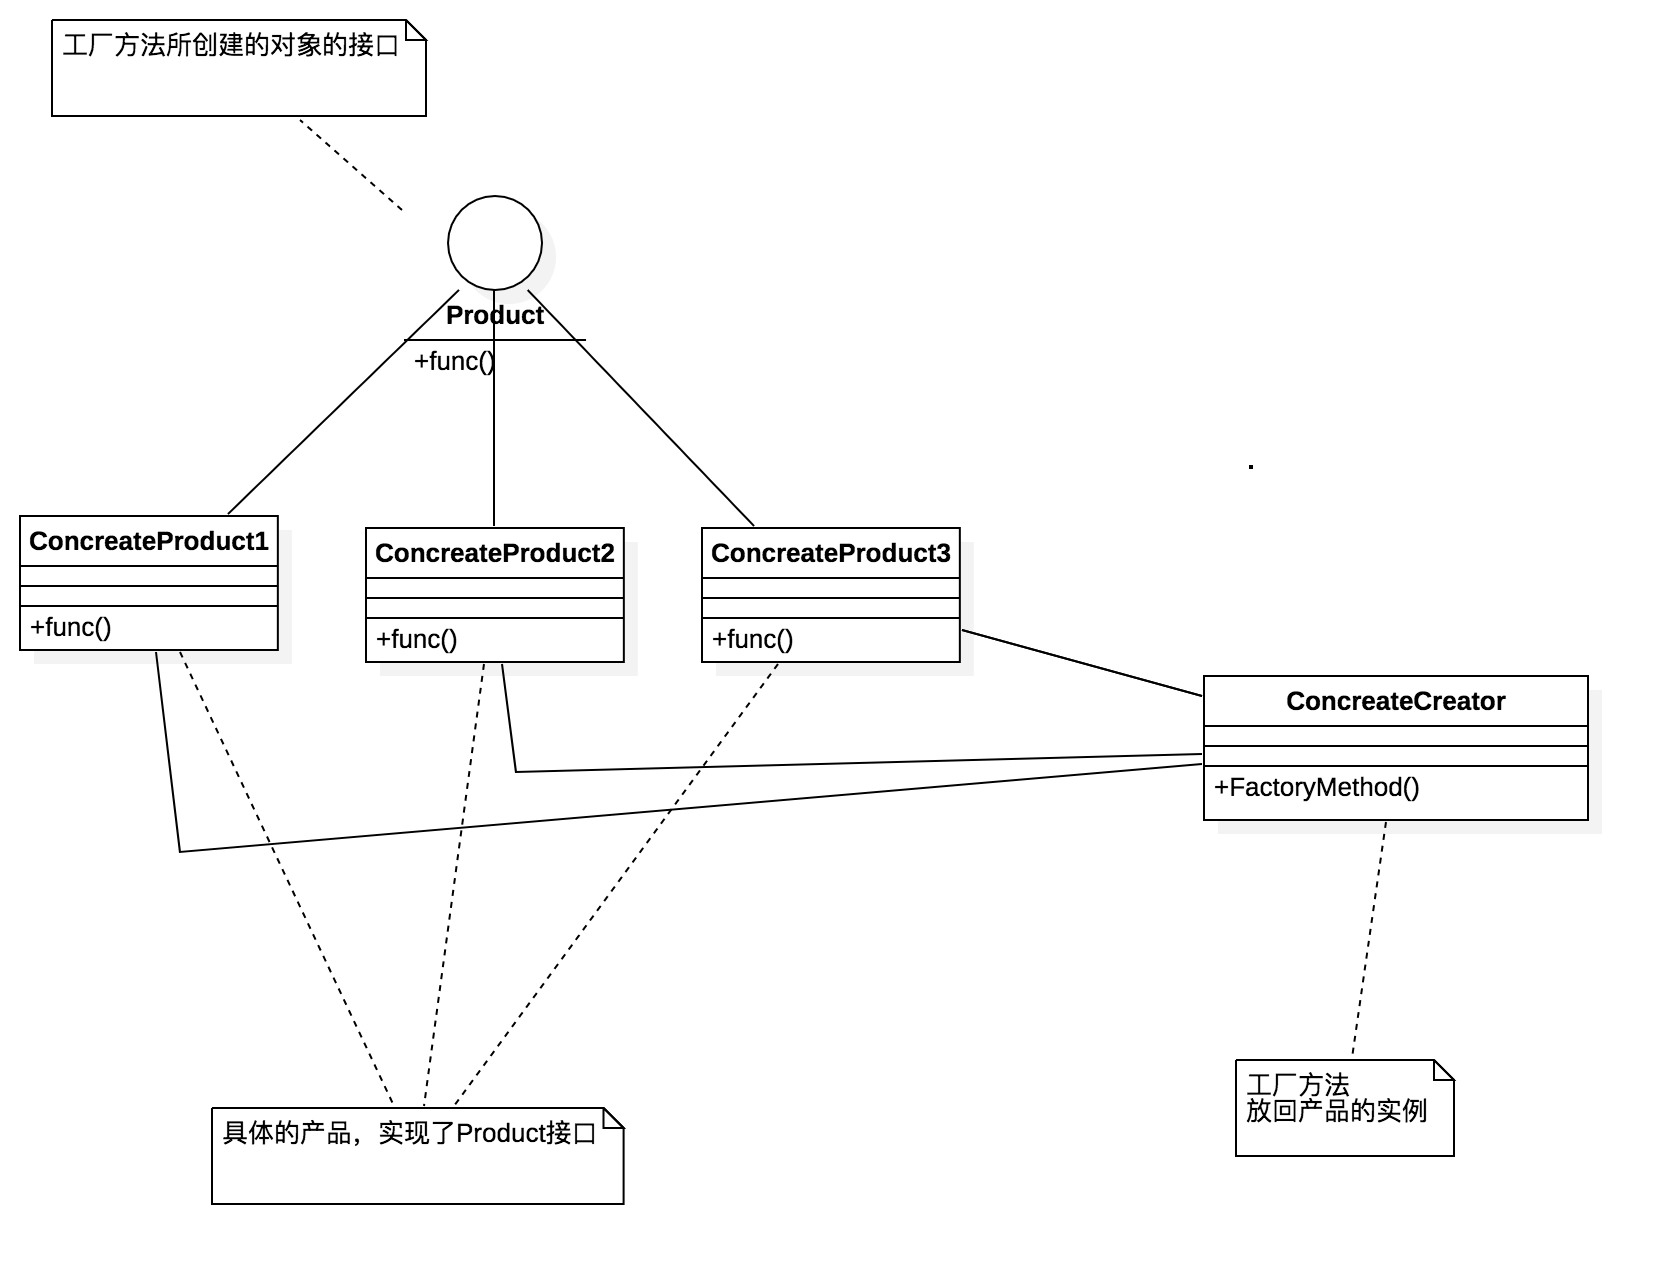 工厂方法所创建的对象的接口
Product
+func()
ConcreateProduct1
+func()
ConcreateProduct2
+func()
ConcreateProduct3
+func()
ConcreateCreator
+FactoryMethod()
工厂方法
放回产品的实例
具体的产品，实现了Product接口